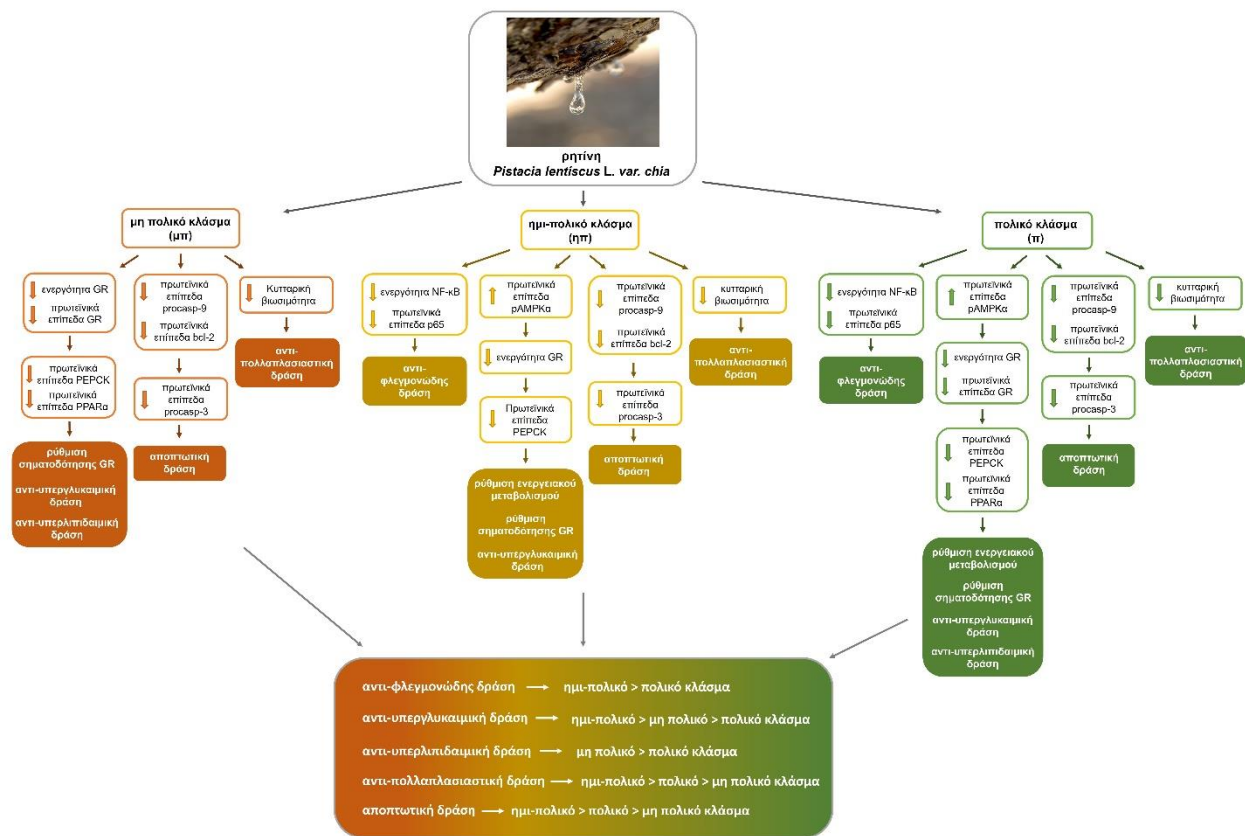 ρητίνη
Pistacia lentiscus L. var. chia
μη πολικό κλάσμα
(μπ)
ενεργότητα GR
πρωτεϊνικά
επίπεδα GR
πρωτεϊνικά
επίπεδα PEPCK
πρωτεϊνικά
επίπεδα PPARα
ρύθμιση
σηματοδότησης GR
αντι-υπεργλυκαιμική
δράση
αντι-υπερλιπιδαιμική
δράση
πρωτεϊνικά
επίπεδα
procasp-9
πρωτεϊνικά
επίπεδα bcl-2
πρωτεϊνικά
επίπεδα
procasp-3
αποπτωτική
δράση
Κυτταρική
βιωσιμότητα
αντι-
πολλαπλασιαστική
δράση
ημι-πολικό κλάσμα
(ηπ)
ενεργότητα NF-κB
πρωτεϊνικά
επίπεδα p65
αντι-
φλεγμονώδης
δράση
πρωτεϊνικά
επίπεδα
pAMPKα
ενεργότητα GR
Πρωτεϊνικά
επίπεδα
PEPCK
ρύθμιση ενεργειακού
μεταβολισμού
ρύθμιση
σηματοδότησης GR
αντι-υπεργλυκαιμική
δράση
πρωτεϊνικά
επίπεδα
procasp-9
πρωτεϊνικά
επίπεδα bcl-2
πρωτεϊνικά
επίπεδα
procasp-3
αποπτωτική
δράση
κυτταρική
βιωσιμότητα
αντι-
πολλαπλασιαστική
δράση
πολικό κλάσμα
(π)
ενεργότητα NF-κB
πρωτεϊνικά
επίπεδα p65
αντι-
φλεγμονώδης
δράση
πρωτεϊνικά
επίπεδα
pAMPKα
ενεργότητα GR
πρωτεϊνικά
επίπεδα GR
πρωτεϊνικά
επίπεδα
PEPCK
πρωτεϊνικά
επίπεδα
PPARα
ρύθμιση ενεργειακού
μεταβολισμού
ρύθμιση
σηματοδότησης GR
αντι-υπεργλυκαιμική
δράση
αντι-υπερλιπιδαιμική
δράση
πρωτεϊνικά
επίπεδα
procasp-9
πρωτεϊνικά
επίπεδα bcl-2
πρωτεϊνικά
επίπεδα
procasp-3
αποπτωτική
δράση
κυτταρική
βιωσιμότητα
αντι-
πολλαπλασιαστική
δράση
αντι-φλεγμονώδης δράση → ημι-πολικό > πολικό κλάσμα
αντι-υπεργλυκαιμική δράση → ημι-πολικό > μη πολικό > πολικό κλάσμα
αντι-υπερλιπιδαιμική δράση → μη πολικό > πολικό κλάσμα
αντι-πολλαπλασιαστική δράση → ημι-πολικό > πολικό > μη πολικό κλάσμα
αποπτωτική δράση → ημι-πολικό > πολικό > μη πολικό κλάσμα